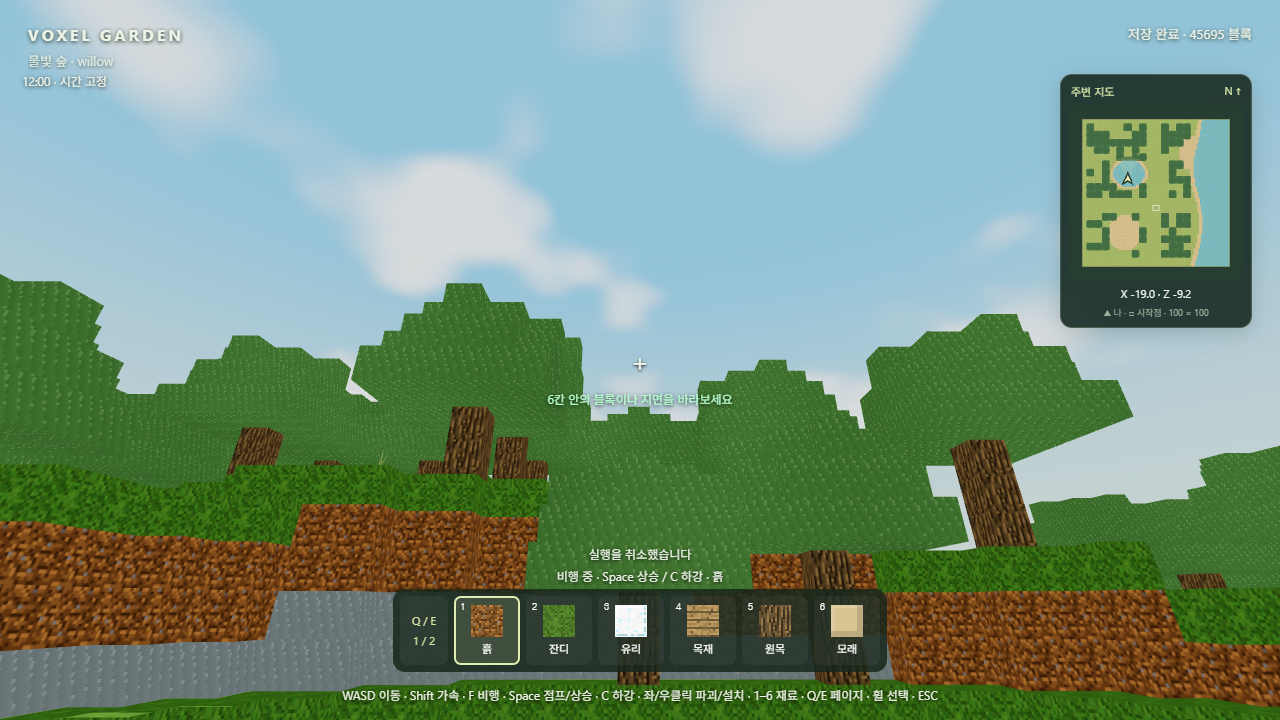 VOXEL GARDEN
물빛 숲 · willow
12:00 · 시간 고정
저장 완료 · 45695 블록
주변 지도 N ↑
X -19.0 · Z -9.2
▲ 나 · □ 시작점 · 100 × 100
6칸 안의 블록이나 지면을 바라보세요
실행을 취소했습니다
비행 중 · Space 상승 / C 하강 · 흙
Q / E
1 / 2
1 흙
2 잔디
3 유리
4 목재
5 원목
6 모래
WASD 이동 · Shift 가속 · F 비행 · Space 점프/상승 · C 하강 · 좌/우클릭 파괴/설치 · 1–6 재료 · Q/E 페이지 · 휠 선택 · ESC